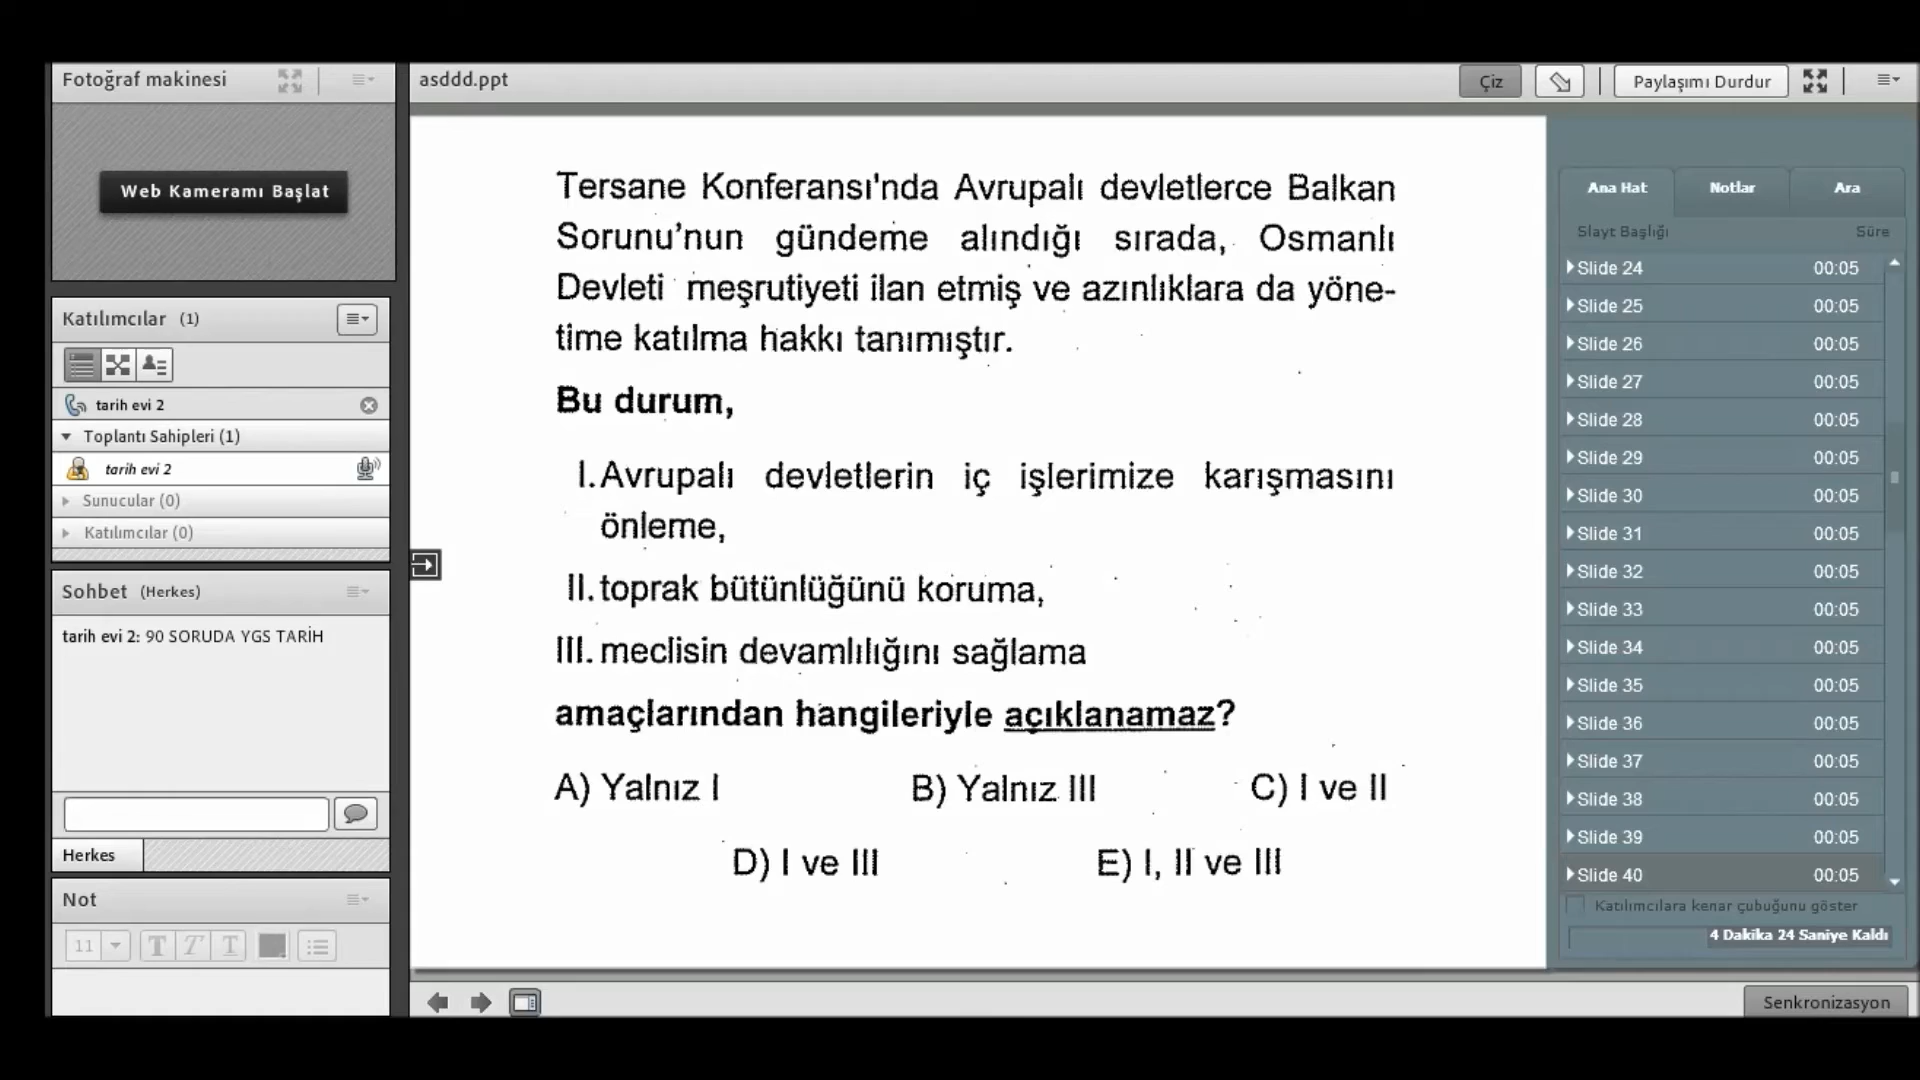 Fotoğraf makinesi
Web Kameramı Başlat
Katılımcılar (1)
tarih evi 2
Toplantı Sahipleri (1)
tarih evi 2
Sunucular (0)
Katılımcılar (0)
Sohbet (Herkes)
tarih evi 2: 90 SORUDA YGS TARİH
Herkes
Not
11
T T T
asddd.ppt
Çiz
Paylaşımı Durdur
Tersane Konferansı'nda Avrupalı devletlerce Balkan
Sorunu'nun gündeme alındığı sırada, Osmanlı
Devleti meşrutiyeti ilan etmiş ve azınlıklara da yöne-
time katılma hakkı tanımıştır.
Bu durum,
I. Avrupalı devletlerin iç işlerimize karışmasını
önleme,
II. toprak bütünlüğünü koruma,
III. meclisin devamlılığını sağlama
amaçlarından hangileriyle açıklanamaz?
A) Yalnız I B) Yalnız III C) I ve II
D) I ve III E) I, II ve III
Ana Hat Notlar Ara
Slayt Başlığı Süre
Slide 24 00:05
Slide 25 00:05
Slide 26 00:05
Slide 27 00:05
Slide 28 00:05
Slide 29 00:05
Slide 30 00:05
Slide 31 00:05
Slide 32 00:05
Slide 33 00:05
Slide 34 00:05
Slide 35 00:05
Slide 36 00:05
Slide 37 00:05
Slide 38 00:05
Slide 39 00:05
Slide 40 00:05
Katılımcılara kenar çubuğunu göster
4 Dakika 24 Saniye Kaldı
Senkronizasyon